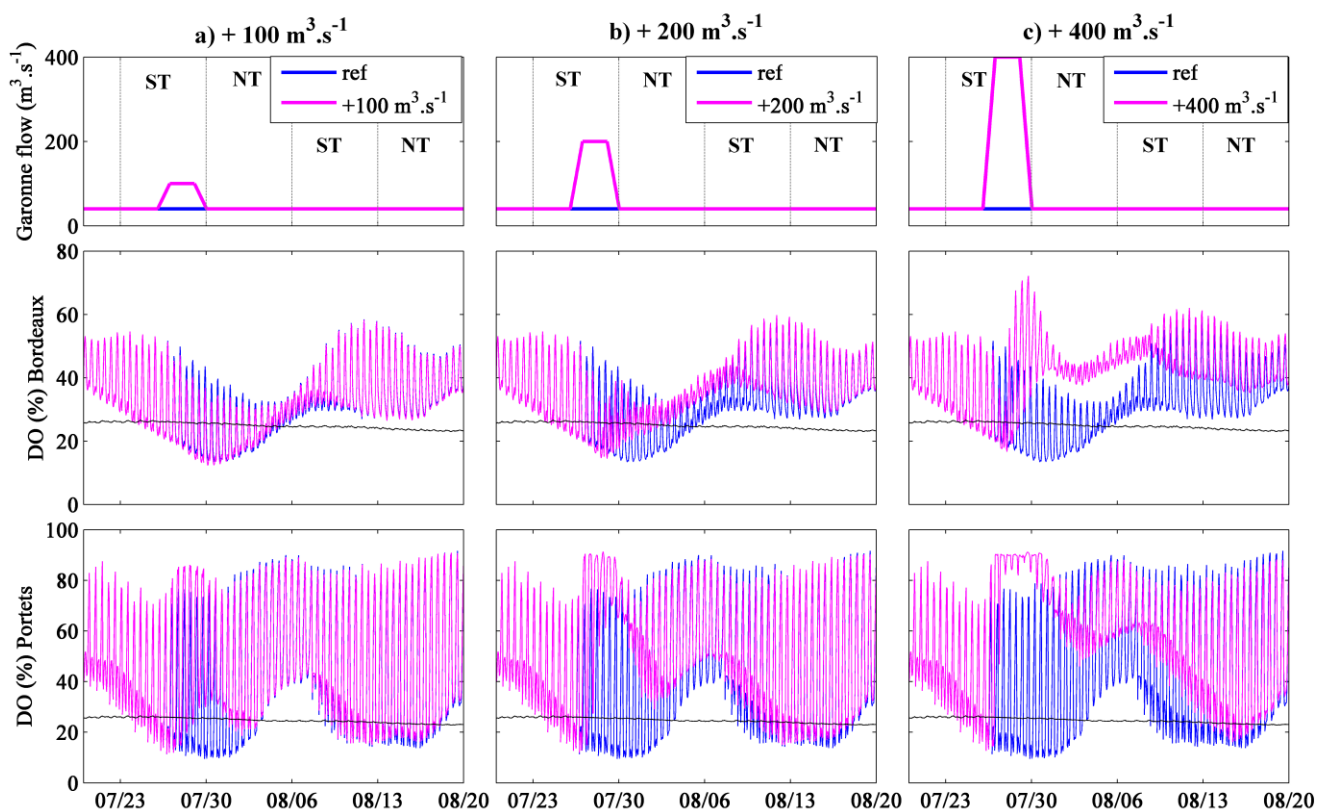 a) + 100 m³.s⁻¹
b) + 200 m³.s⁻¹
c) + 400 m³.s⁻¹
Garonne flow (m³.s⁻¹)
400
200
0
ST
NT
ref
+100 m³.s⁻¹
ST
NT
ST
NT
ref
+200 m³.s⁻¹
ST
NT
ST
NT
ref
+400 m³.s⁻¹
ST
NT
DO (%) Bordeaux
80
60
40
20
0
DO (%) Portets
100
80
60
40
20
0
07/23 07/30 08/06 08/13 08/20
07/23 07/30 08/06 08/13 08/20
07/23 07/30 08/06 08/13 08/20